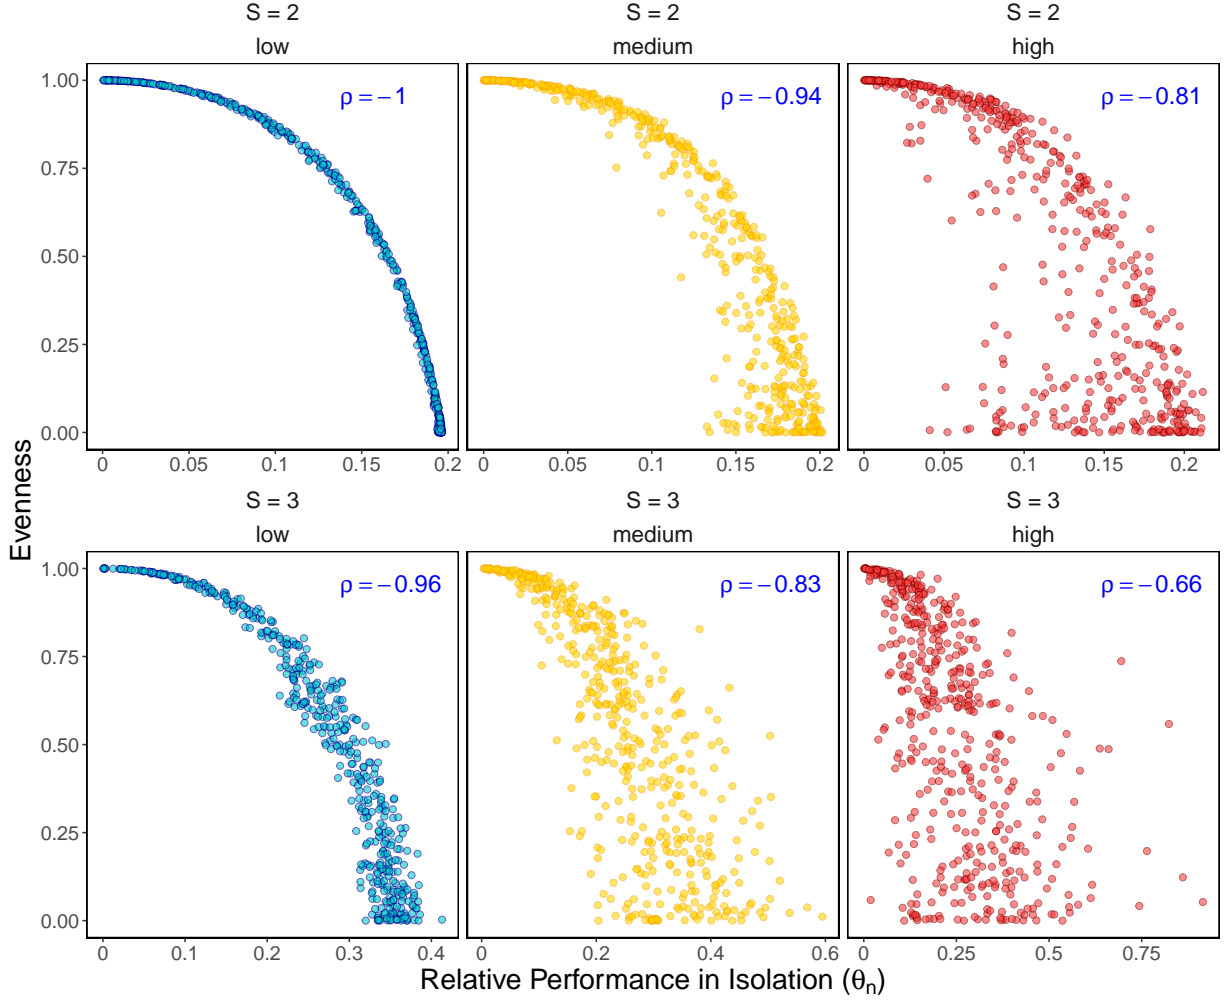 S = 2
low
S = 2
medium
S = 2
high
1.00
0.75
0.50
0.25
0.00
ρ = −1
ρ = −0.94
ρ = −0.81
0
0.05
0.1
0.15
0.2
0
0.05
0.1
0.15
0.2
0
0.05
0.1
0.15
0.2
S = 3
low
S = 3
medium
S = 3
high
1.00
0.75
0.50
0.25
0.00
ρ = −0.96
ρ = −0.83
ρ = −0.66
0
0.1
0.2
0.3
0.4
0
0.2
0.4
0.6
0
0.25
0.5
0.75
Evenness
Relative Performance in Isolation (θn)